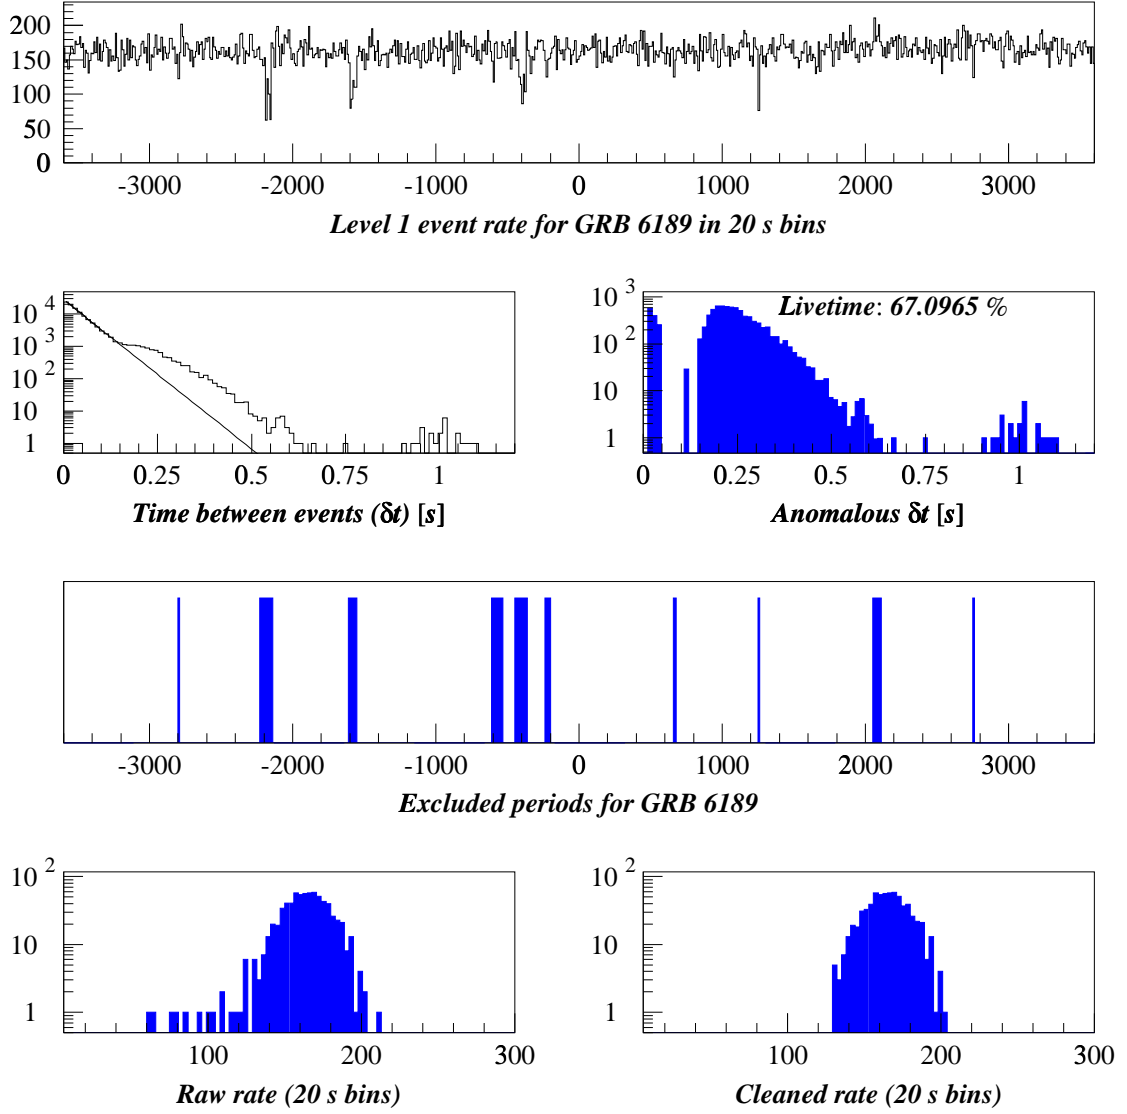 200
150
100
50
0
-3000 -2000 -1000 0 1000 2000 3000
Level 1 event rate for GRB 6189 in 20 s bins
10 4
10 3
10 2
10
1
0 0.25 0.5 0.75 1
Time between events (δt) [s]
10 3
10 2
10
1
Livetime: 67.0965 %
0 0.25 0.5 0.75 1
Anomalous δt [s]
-3000 -2000 -1000 0 1000 2000 3000
Excluded periods for GRB 6189
10 2
10
1
100 200 300
Raw rate (20 s bins)
10 2
10
1
100 200 300
Cleaned rate (20 s bins)